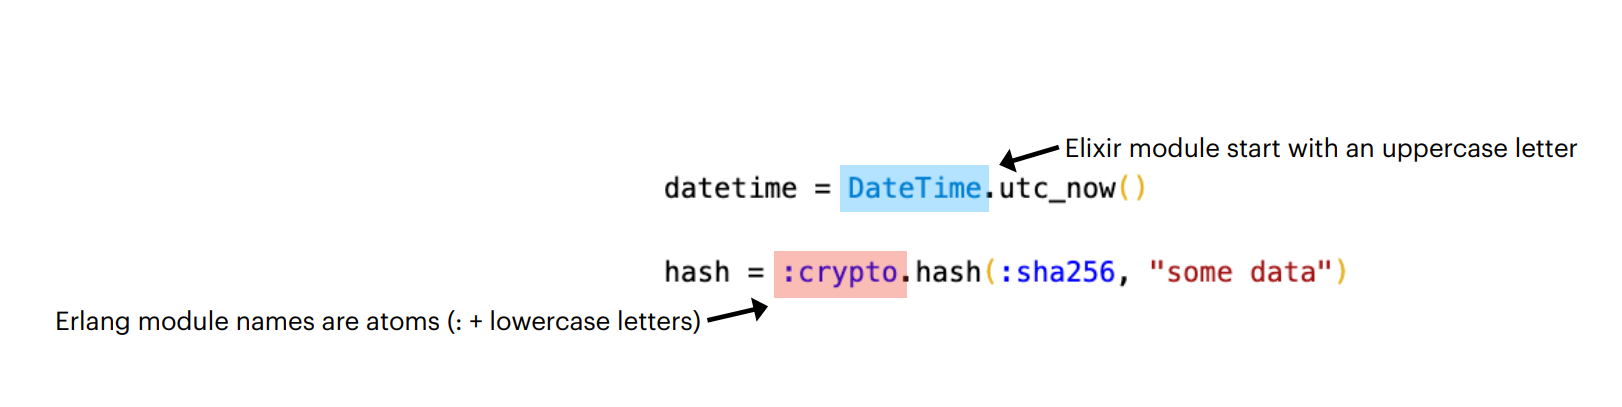 Elixir module start with an uppercase letter
datetime = DateTime.utc_now()
hash = :crypto.hash(:sha256, "some data")
Erlang module names are atoms (: + lowercase letters)